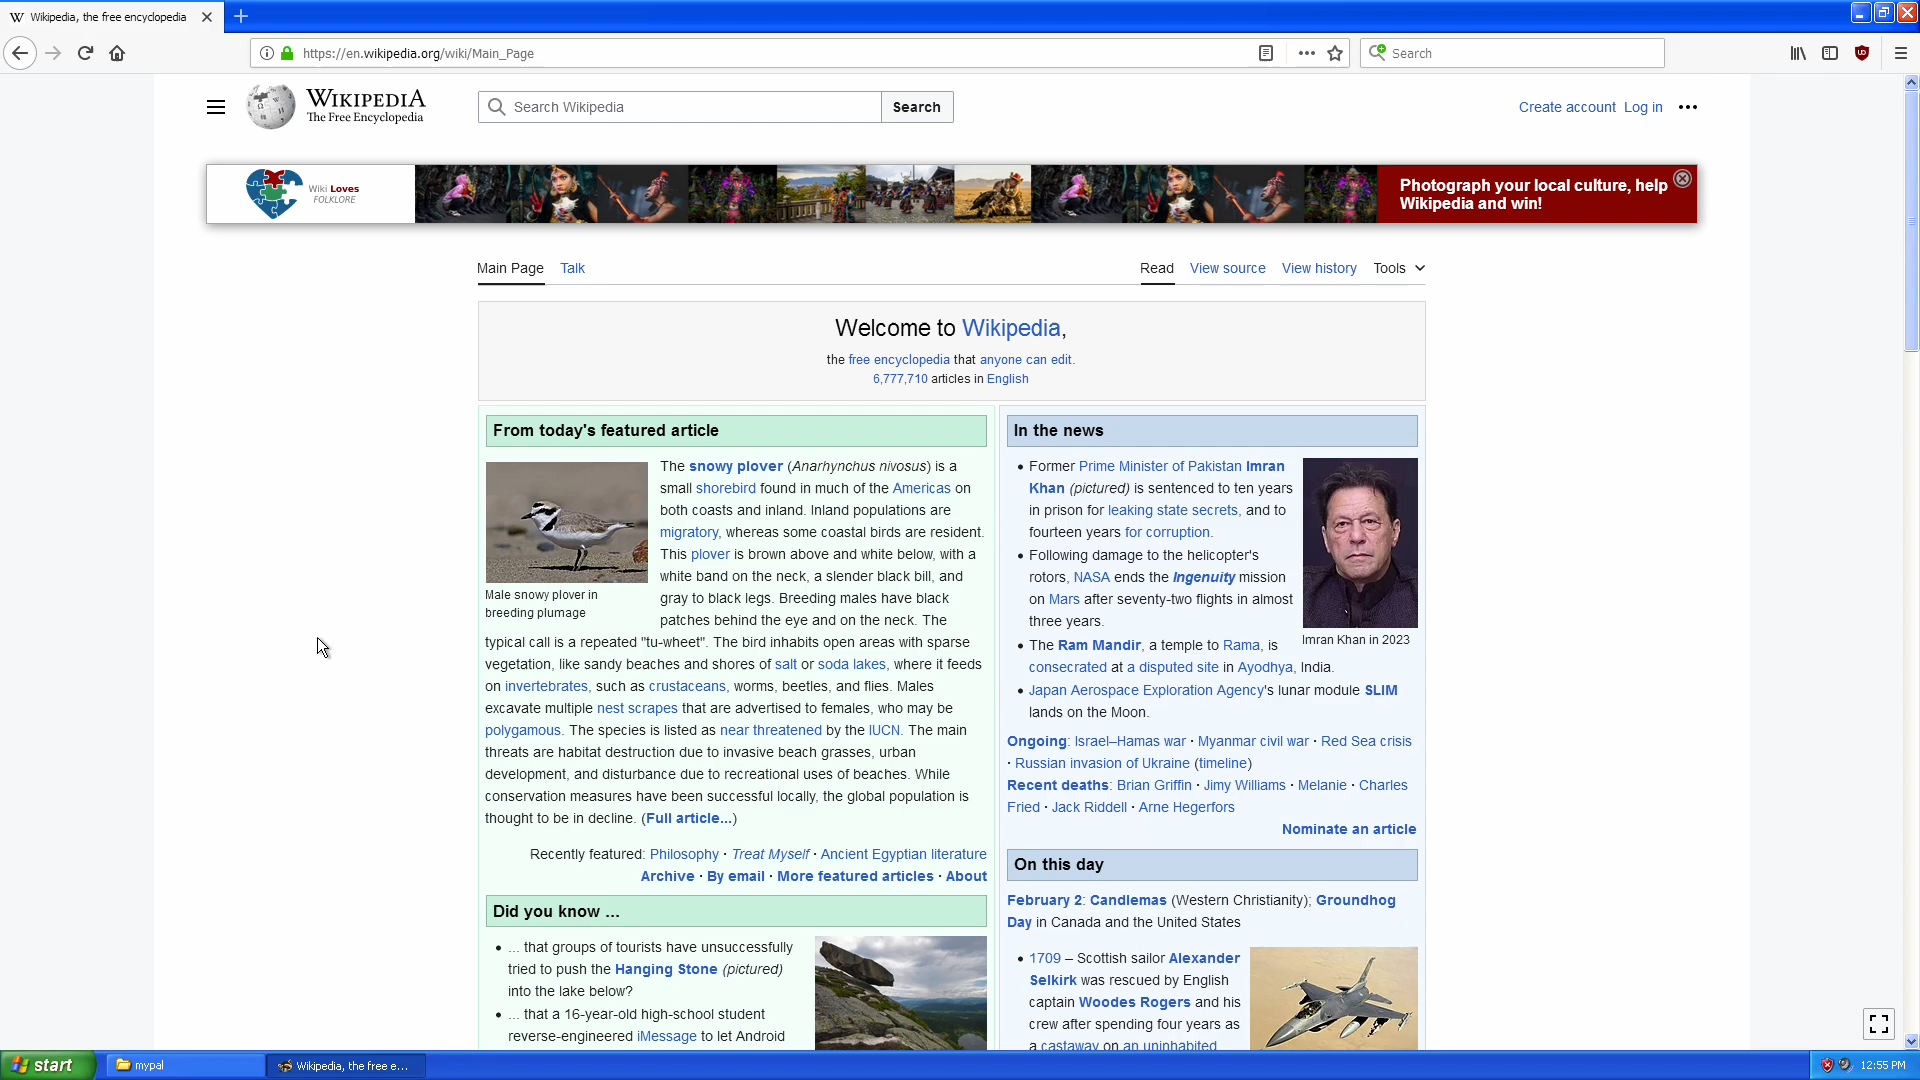 Wikipedia, the free encyclopedia
https://en.wikipedia.org/wiki/Main_Page
Search
WIKIPEDIA
The Free Encyclopedia
Search Wikipedia
Search
Create account Log in
Wiki Loves
FOLKLORE
Photograph your local culture, help
Wikipedia and win!
Main Page Talk
Read View source View history Tools
Welcome to Wikipedia,
the free encyclopedia that anyone can edit.
6,777,710 articles in English
From today's featured article
Male snowy plover in
breeding plumage
The snowy plover (Anarhynchus nivosus) is a
small shorebird found in much of the Americas on
both coasts and inland. Inland populations are
migratory, whereas some coastal birds are resident.
This plover is brown above and white below, with a
white band on the neck, a slender black bill, and
gray to black legs. Breeding males have black
patches behind the eye and on the neck. The
typical call is a repeated "tu-wheet". The bird inhabits open areas with sparse
vegetation, like sandy beaches and shores of salt or soda lakes, where it feeds
on invertebrates, such as crustaceans, worms, beetles, and flies. Males
excavate multiple nest scrapes that are advertised to females, who may be
polygamous. The species is listed as near threatened by the IUCN. The main
threats are habitat destruction due to invasive beach grasses, urban
development, and disturbance due to recreational uses of beaches. While
conservation measures have been successful locally, the global population is
thought to be in decline. (Full article...)
Recently featured: Philosophy · Treat Myself · Ancient Egyptian literature
Archive · By email · More featured articles · About
Did you know ...
• ... that groups of tourists have unsuccessfully
tried to push the Hanging Stone (pictured)
into the lake below?
• ... that a 16-year-old high-school student
reverse-engineered iMessage to let Android
In the news
• Former Prime Minister of Pakistan Imran
Khan (pictured) is sentenced to ten years
in prison for leaking state secrets, and to
fourteen years for corruption.
• Following damage to the helicopter's
rotors, NASA ends the Ingenuity mission
on Mars after seventy-two flights in almost
three years.
Imran Khan in 2023
• The Ram Mandir, a temple to Rama, is
consecrated at a disputed site in Ayodhya, India.
• Japan Aerospace Exploration Agency's lunar module SLIM
lands on the Moon.
Ongoing: Israel–Hamas war · Myanmar civil war · Red Sea crisis
· Russian invasion of Ukraine (timeline)
Recent deaths: Brian Griffin · Jimy Williams · Melanie · Charles
Fried · Jack Riddell · Arne Hegerfors
Nominate an article
On this day
February 2: Candlemas (Western Christianity); Groundhog
Day in Canada and the United States
• 1709 – Scottish sailor Alexander
Selkirk was rescued by English
captain Woodes Rogers and his
crew after spending four years as
a castaway on an uninhabited
start
mypal
Wikipedia, the free e...
12:55 PM